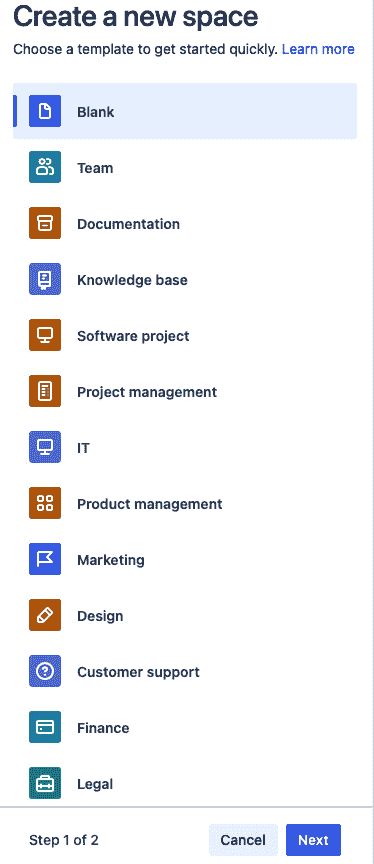 Create a new space
Choose a template to get started quickly. Learn more
Blank
Team
Documentation
Knowledge base
Software project
Project management
IT
Product management
Marketing
Design
Customer support
Finance
Legal
Step 1 of 2
Cancel
Next